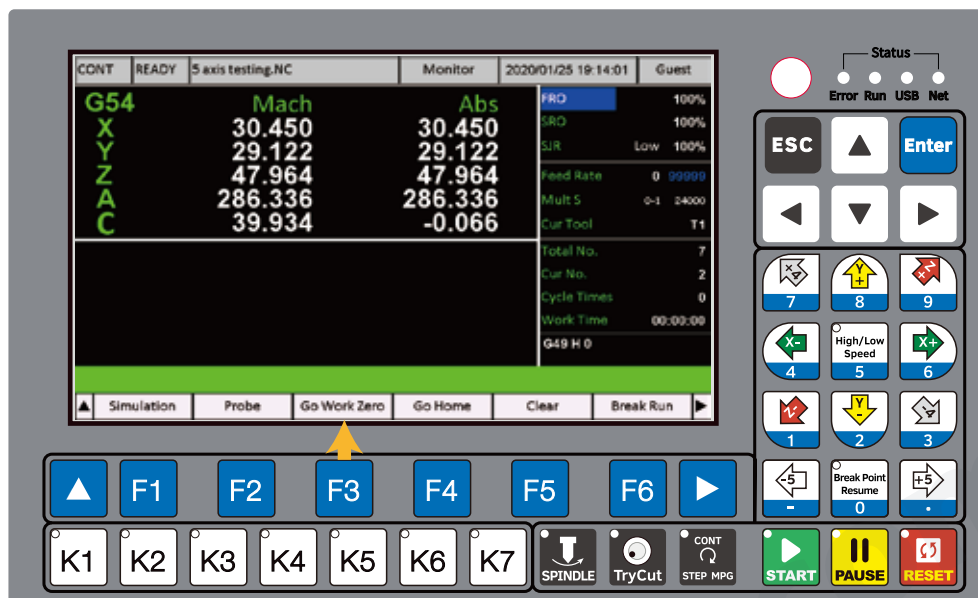 Status
Error Run USB Net
CONT READY 5 axis testing.NC Monitor 2020/01/25 19:14:01 Guest
G54 Mach Abs
X 30.450 30.450
Y 29.122 29.122
Z 47.964 47.964
A 286.336 286.336
C 39.934 -0.066
FRO 100%
SRO 100%
SJR Low 100%
Feed Rate 0 99999
Mult S 0-1 24000
Cur Tool T1
Total No. 7
Cur No. 2
Cycle Times 0
Work Time 00:00:00
G49 H 0
Simulation Probe Go Work Zero Go Home Clear Break Run
ESC Enter
7
Y
+
8
9
X-
4
High/Low
Speed
5
X+
6
1
Y
-
2
3
-5
-
Break Point
Resume
0
+5
.
F1 F2 F3 F4 F5 F6
K1 K2 K3 K4 K5 K6 K7
SPINDLE
TryCut
CONT
STEP MPG
START
PAUSE
RESET